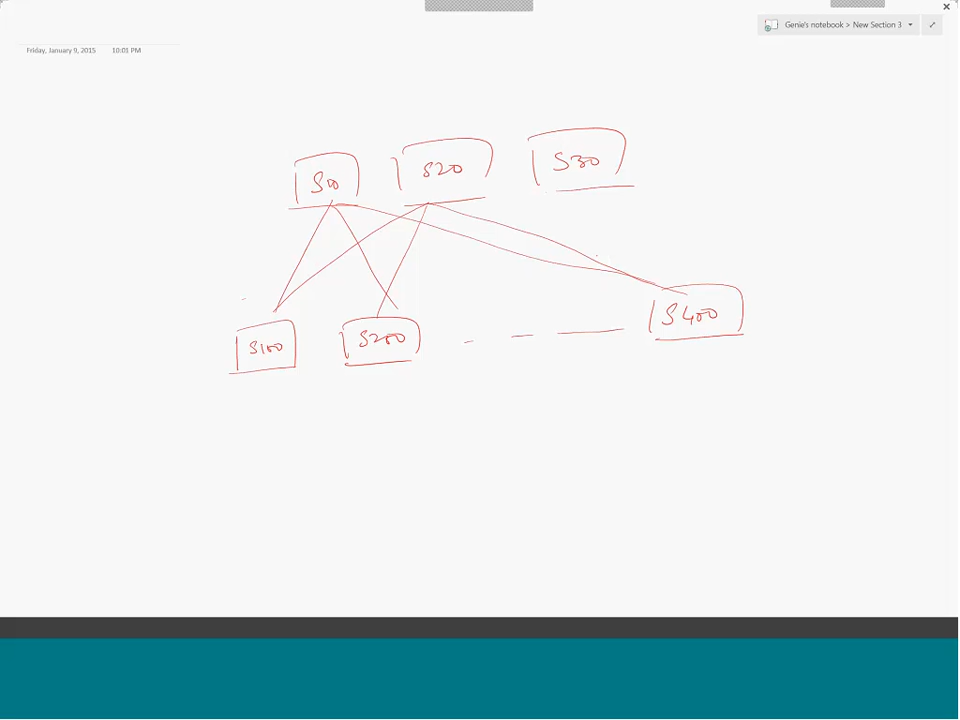 Genie's notebook > New Section 3
Friday, January 9, 2015 10:01 PM
S10 S20 S30
S100 S200 S400